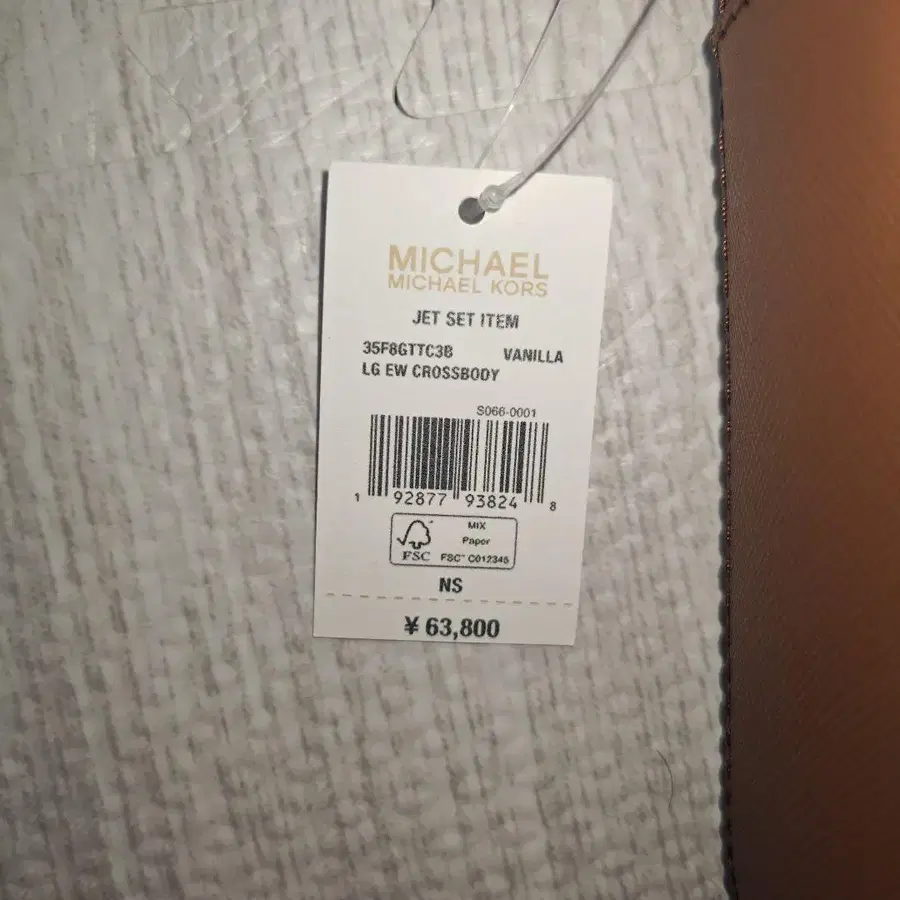 MICHAEL
MICHAEL KORS
JET SET ITEM
35F8GTTC3B VANILLA
LG EW CROSSBODY
S066-0001
1 92877 93824 8
MIX
Paper
FSC FSC™ C012345
NS
¥ 63,800